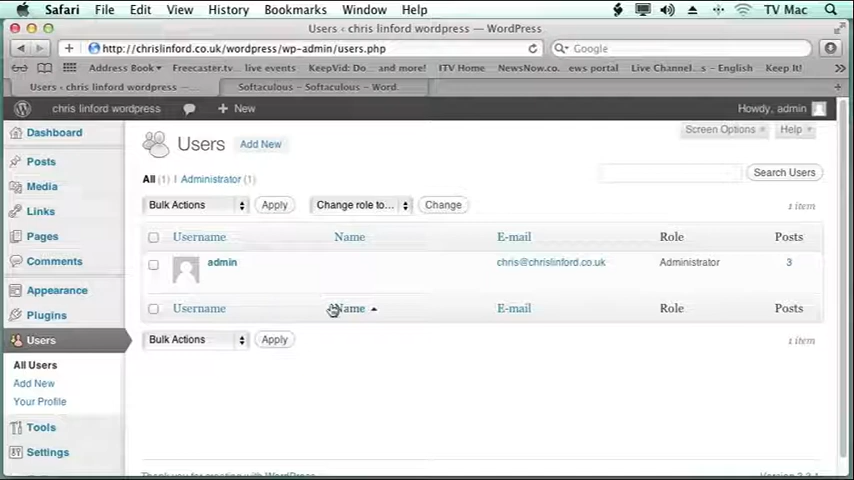 Safari File Edit View History Bookmarks Window Help TV Mac
Users ‹ chris linford wordpress — WordPress
http://chrislinford.co.uk/wordpress/wp-admin/users.php Google
Address Book Freecaster.tv live events KeepVid: Do... and more! ITV Home NewsNow.co. ews portal Live Channel... s - English Keep It!
Users ‹ chris linford wordpress — ... Softaculous - Softaculous - Word...
chris linford wordpress + New Howdy, admin
Dashboard
Posts
Media
Links
Pages
Comments
Appearance
Plugins
Users
All Users
Add New
Your Profile
Tools
Settings
Screen Options Help
Users Add New
All (1) | Administrator (1)
Search Users
Bulk Actions Apply Change role to... Change 1 item
Username Name E-mail Role Posts
admin chris@chrislinford.co.uk Administrator 3
Username Name E-mail Role Posts
Bulk Actions Apply 1 item